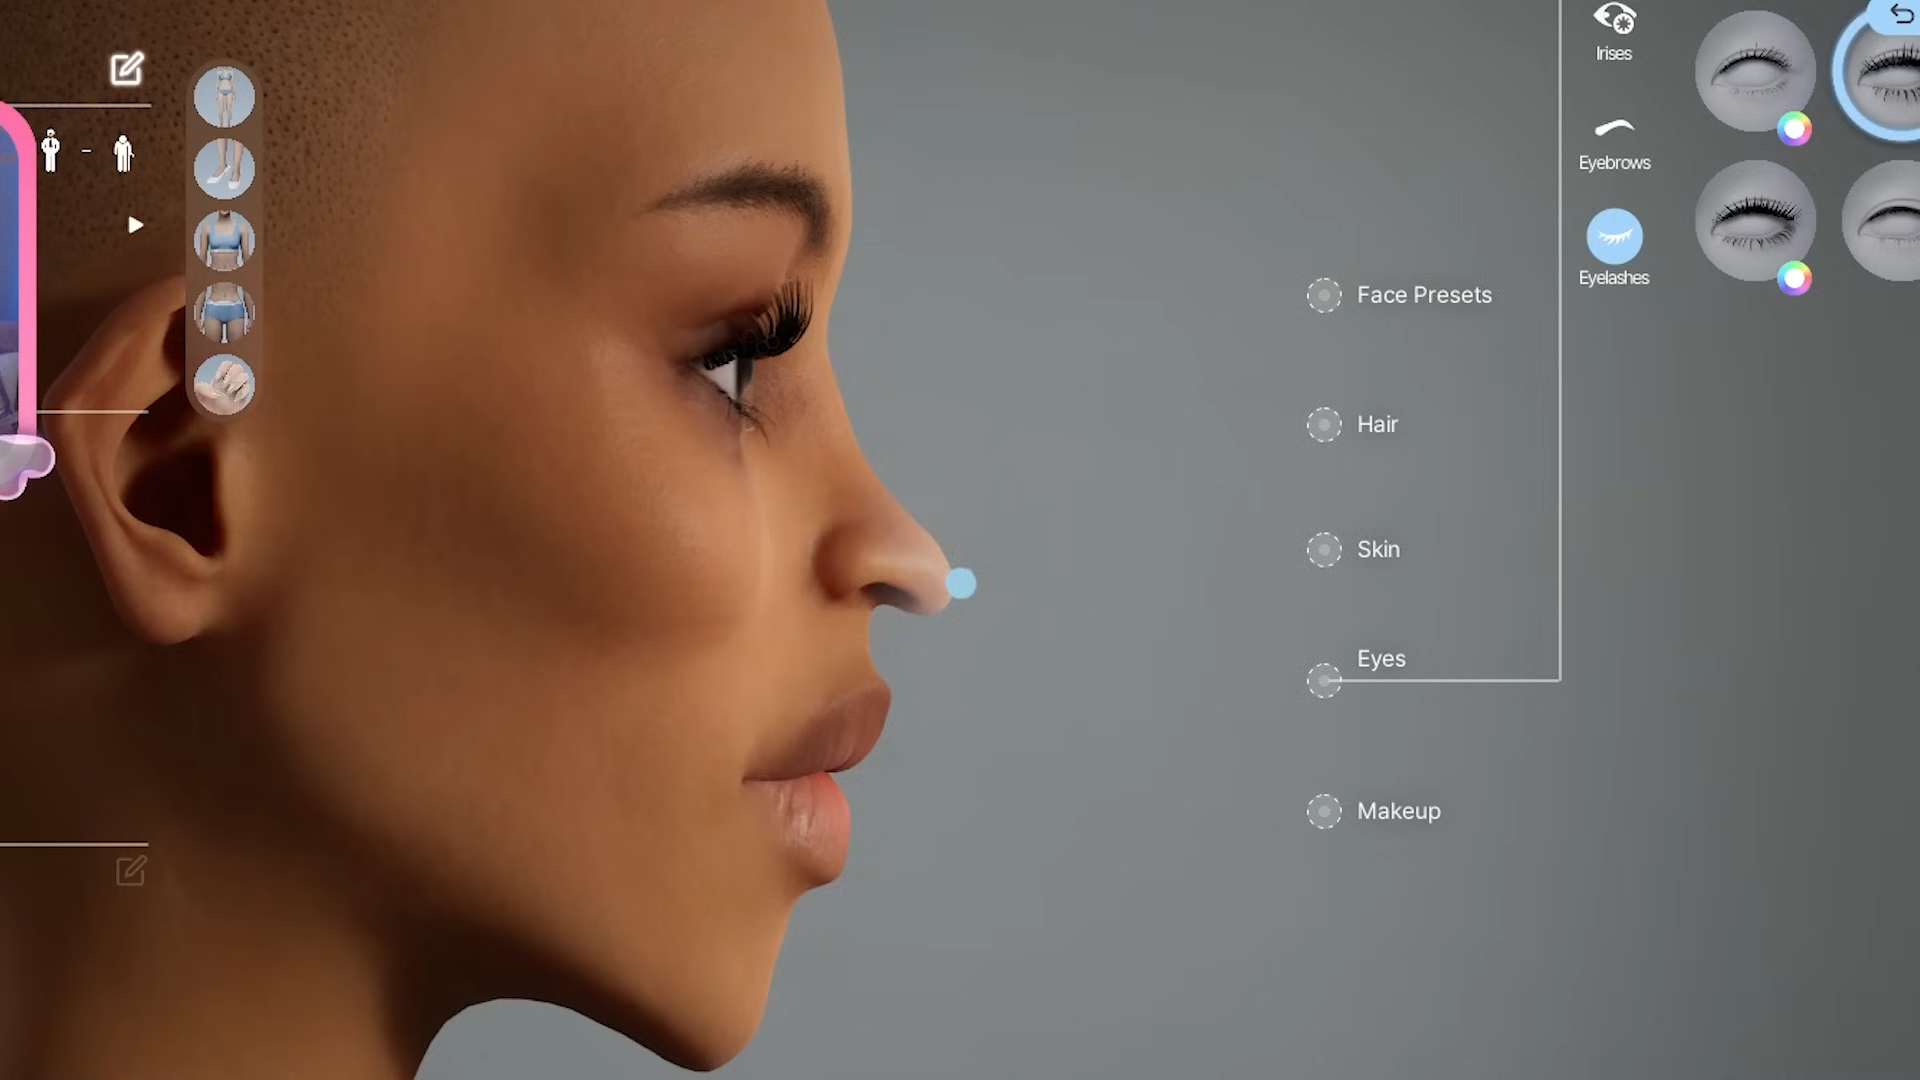 Irises
Eyebrows
Eyelashes
Face Presets
Hair
Skin
Eyes
Makeup